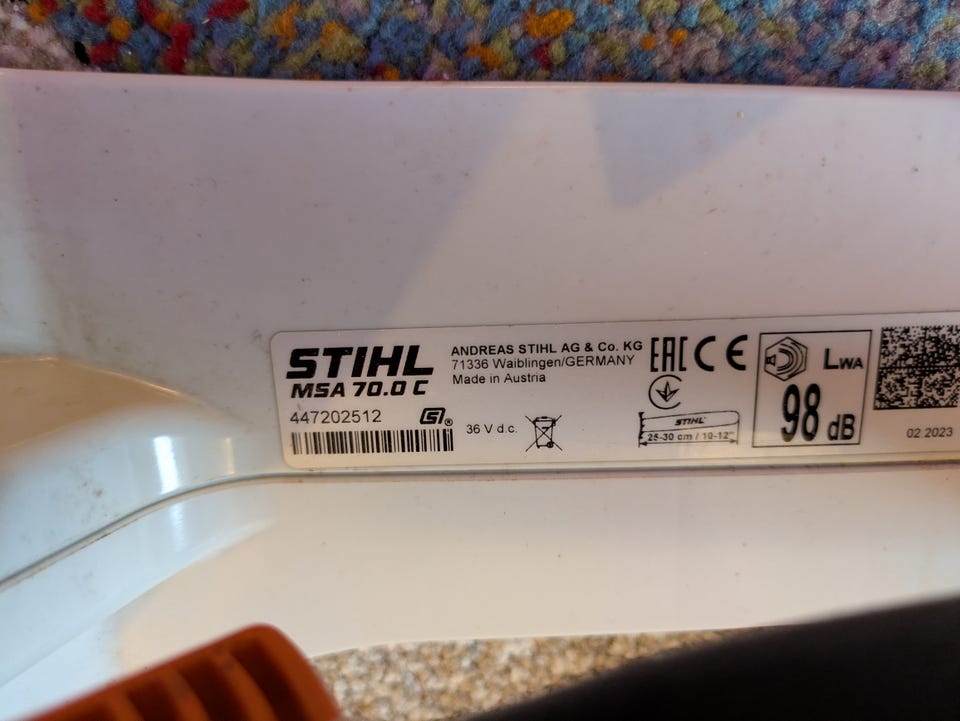 STIHL
MSA 70.0 C
447202512
ANDREAS STIHL AG & Co. KG
71336 Waiblingen/GERMANY
Made in Austria
36 V d.c.
EAC CE
STIHL
25-30 cm / 10-12"
LWA
98 dB
02.2023